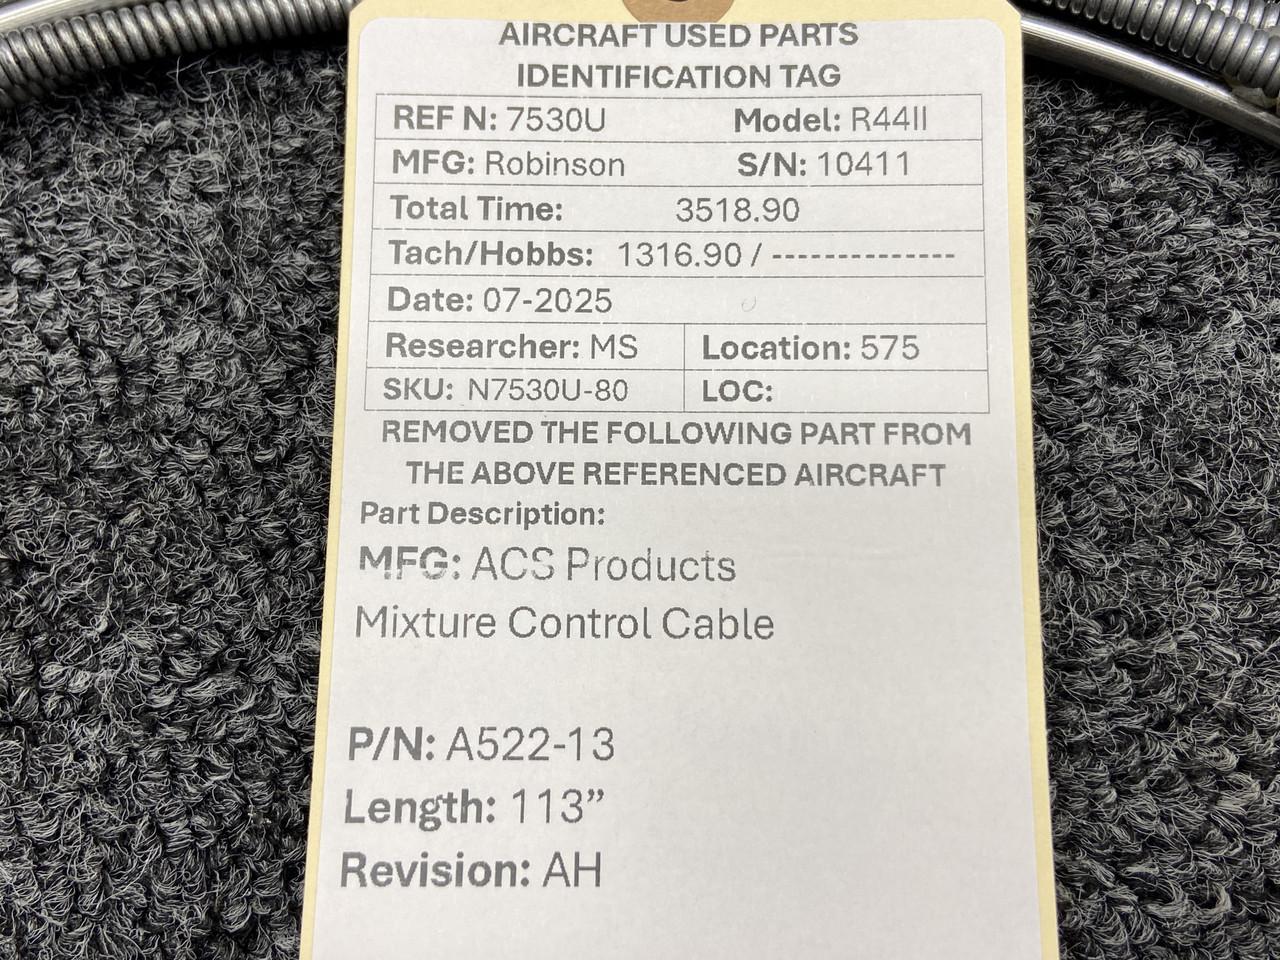 AIRCRAFT USED PARTS
IDENTIFICATION TAG
REF N: 7530U Model: R44II
MFG: Robinson S/N: 10411
Total Time: 3518.90
Tach/Hobbs: 1316.90 / --------------
Date: 07-2025
Researcher: MS Location: 575
SKU: N7530U-80 LOC:
REMOVED THE FOLLOWING PART FROM
THE ABOVE REFERENCED AIRCRAFT
Part Description:
MFG: ACS Products
Mixture Control Cable
P/N: A522-13
Length: 113”
Revision: AH